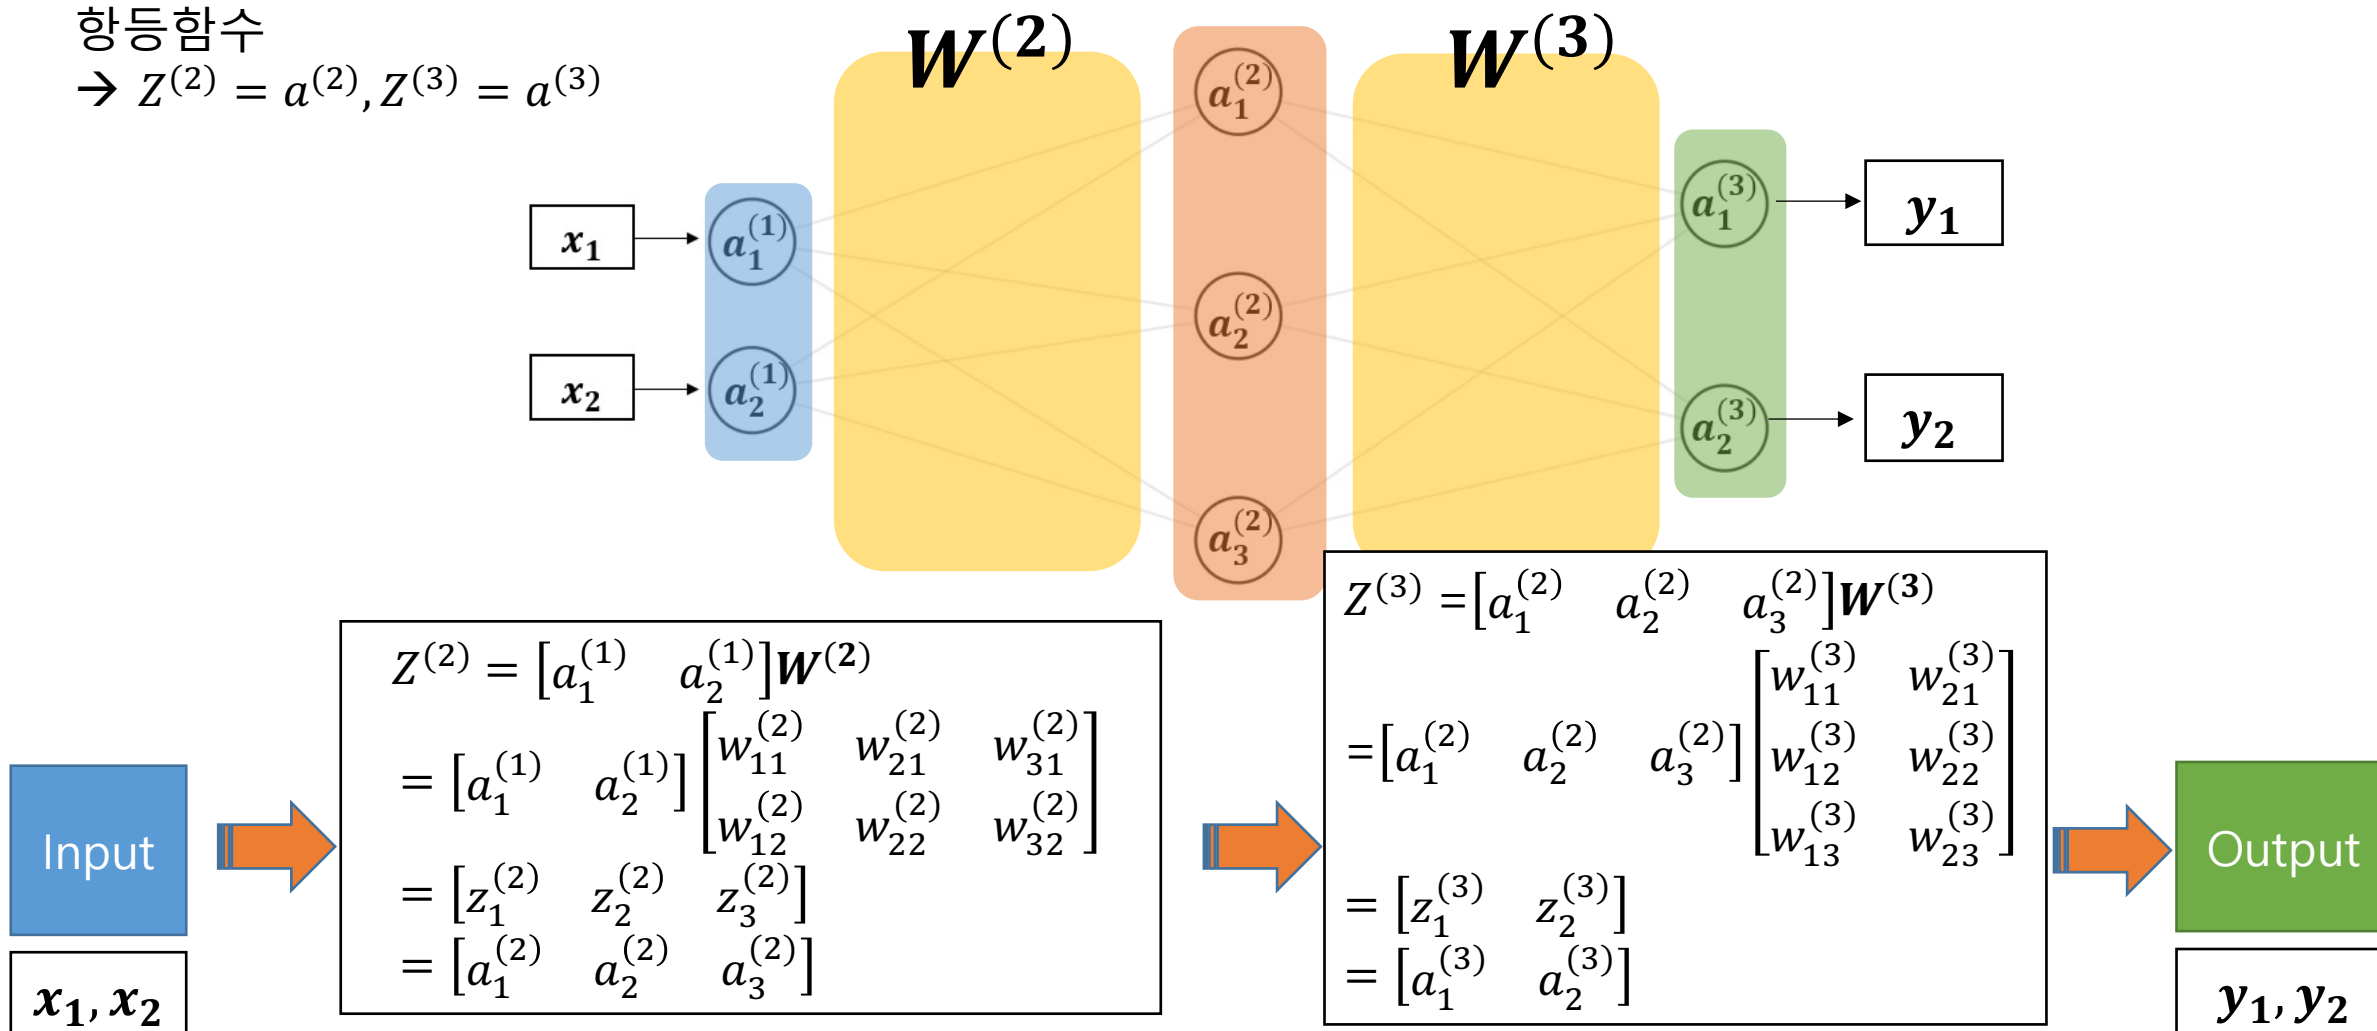 항등함수
→ Z^(2) = a^(2), Z^(3) = a^(3)
W^(2)
W^(3)
x_1
x_2
a_1^(1)
a_2^(1)
a_1^(2)
a_2^(2)
a_3^(2)
a_1^(3)
a_2^(3)
y_1
y_2
Input
x_1, x_2
Z^(2) = [a_1^(1) a_2^(1)]W^(2)
= [a_1^(1) a_2^(1)] [w_11^(2) w_21^(2) w_31^(2)
w_12^(2) w_22^(2) w_32^(2)]
= [z_1^(2) z_2^(2) z_3^(2)]
= [a_1^(2) a_2^(2) a_3^(2)]
Z^(3) =[a_1^(2) a_2^(2) a_3^(2)]W^(3)
=[a_1^(2) a_2^(2) a_3^(2)] [w_11^(3) w_21^(3)
w_12^(3) w_22^(3)
w_13^(3) w_23^(3)]
= [z_1^(3) z_2^(3)]
= [a_1^(3) a_2^(3)]
Output
y_1, y_2